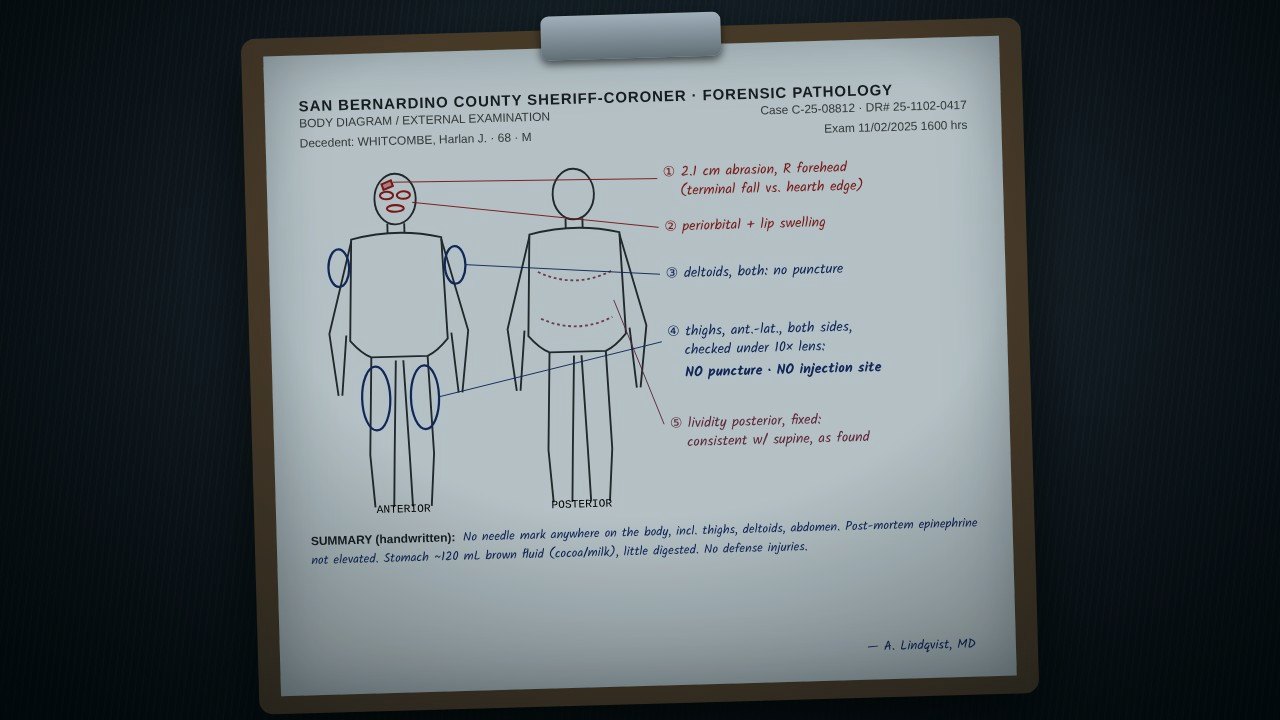 SAN BERNARDINO COUNTY SHERIFF-CORONER · FORENSIC PATHOLOGY
BODY DIAGRAM / EXTERNAL EXAMINATION
Case C-25-08812 · DR# 25-1102-0417
Decedent: WHITCOMBE, Harlan J. · 68 · M
Exam 11/02/2025 1600 hrs
① 2.1 cm abrasion, R forehead
(terminal fall vs. hearth edge)
② periorbital + lip swelling
③ deltoids, both: no puncture
④ thighs, ant.-lat., both sides,
checked under 10× lens:
NO puncture · NO injection site
⑤ lividity posterior, fixed:
consistent w/ supine, as found
ANTERIOR
POSTERIOR
SUMMARY (handwritten): No needle mark anywhere on the body, incl. thighs, deltoids, abdomen. Post-mortem epinephrine
not elevated. Stomach ~120 mL brown fluid (cocoa/milk), little digested. No defense injuries.
— A. Lindqvist, MD